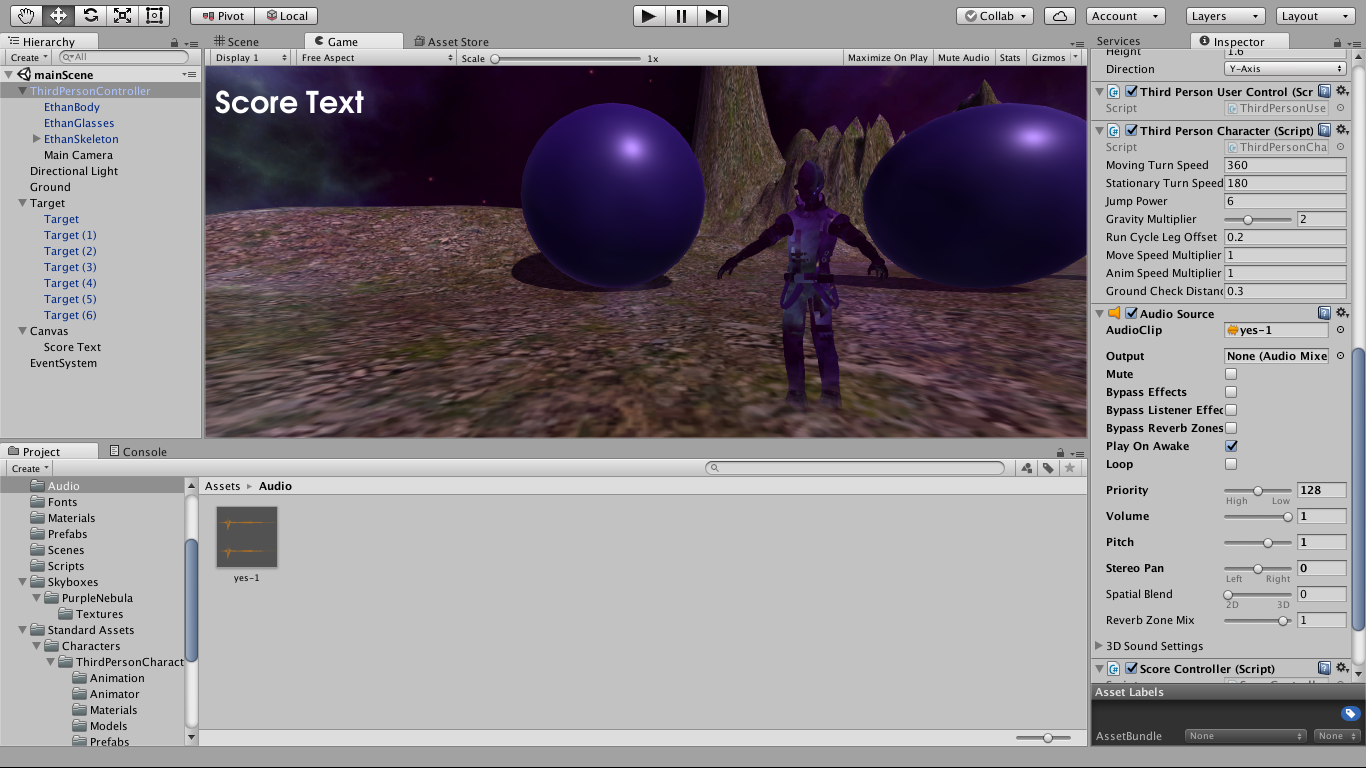 Pivot Local Collab Account Layers Layout
Hierarchy
Create All
mainScene
ThirdPersonController
EthanBody
EthanGlasses
EthanSkeleton
Main Camera
Directional Light
Ground
Target
Target
Target (1)
Target (2)
Target (3)
Target (4)
Target (5)
Target (6)
Canvas
Score Text
EventSystem
Scene Game Asset Store
Display 1 Free Aspect Scale 1x Maximize On Play Mute Audio Stats Gizmos
Score Text
Services Inspector
Height 1.6
Direction Y-Axis
Third Person User Control (Scr
Script ThirdPersonUse
Third Person Character (Script)
Script ThirdPersonCha
Moving Turn Speed 360
Stationary Turn Speed 180
Jump Power 6
Gravity Multiplier 2
Run Cycle Leg Offset 0.2
Move Speed Multiplier 1
Anim Speed Multiplier 1
Ground Check Distanc 0.3
Audio Source
AudioClip yes-1
Output None (Audio Mixe
Mute
Bypass Effects
Bypass Listener Effec
Bypass Reverb Zones
Play On Awake
Loop
Priority 128
High Low
Volume 1
Pitch 1
Stereo Pan 0
Left Right
Spatial Blend 0
2D 3D
Reverb Zone Mix 1
3D Sound Settings
Score Controller (Script)
Asset Labels
AssetBundle None None
Project Console
Create
Audio
Fonts
Materials
Prefabs
Scenes
Scripts
Skyboxes
PurpleNebula
Textures
Standard Assets
Characters
ThirdPersonCharact
Animation
Animator
Materials
Models
Prefabs
Assets Audio
yes-1